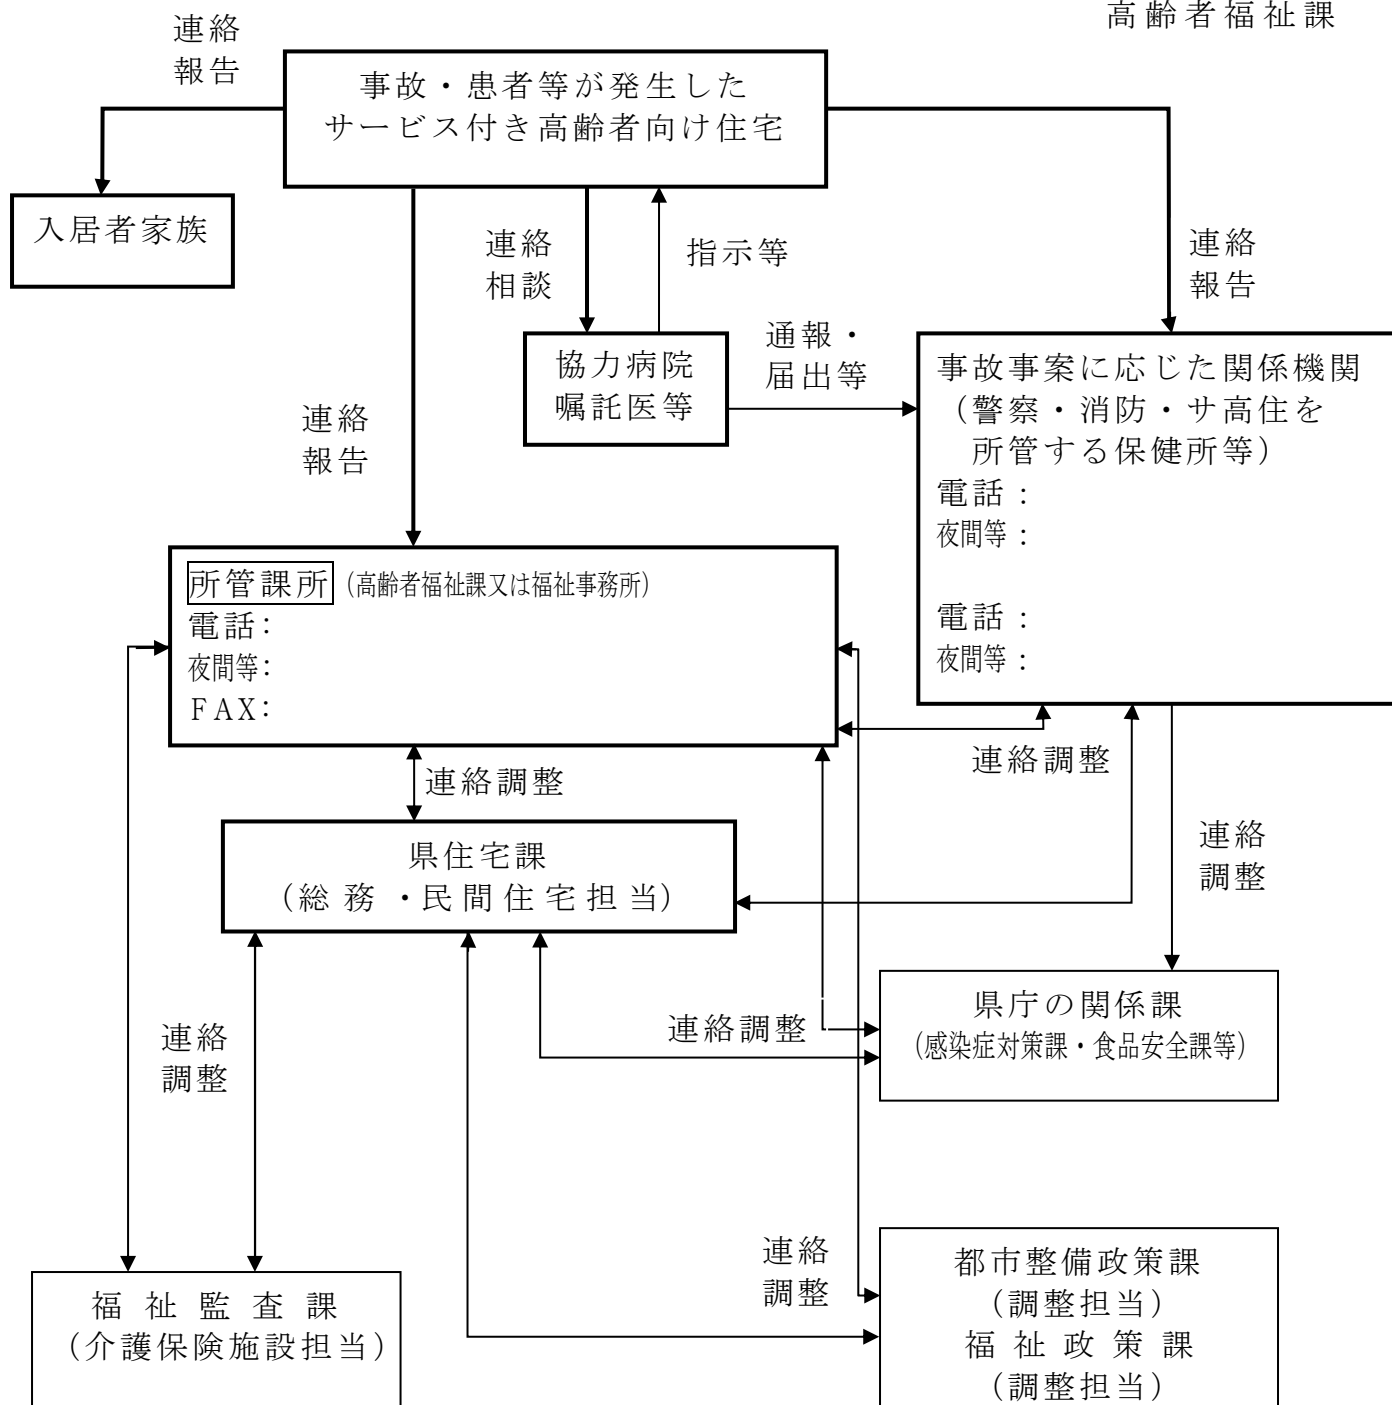 高齢者福祉課
連絡
報告
事故・患者等が発生した
サービス付き高齢者向け住宅
入居者家族
連絡
相談
指示等
連絡
報告
通報・
届出等
協力病院
嘱託医等
連絡
報告
事故事案に応じた関係機関
（警察・消防・サ高住を
所管する保健所等）
電話：
夜間等：
電話：
夜間等：
所管課所（高齢者福祉課又は福祉事務所）
電話：
夜間等：
ＦＡＸ：
連絡調整
連絡調整
県住宅課
（総務・民間住宅担当）
連絡
調整
県庁の関係課
（感染症対策課・食品安全課等）
連絡調整
連絡
調整
連絡
調整
福祉監査課
（介護保険施設担当）
都市整備政策課
（調整担当）
福祉政策課
（調整担当）